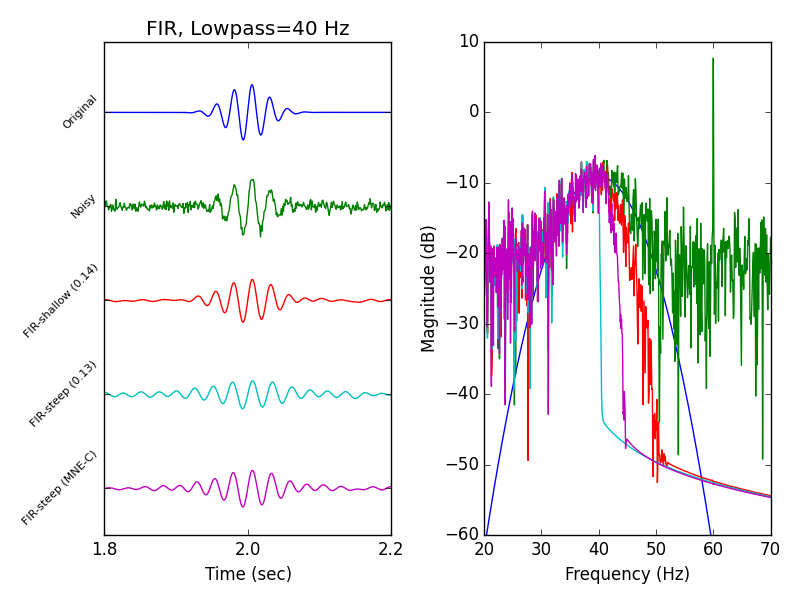 FIR, Lowpass=40 Hz
Original
Noisy
FIR-shallow (0.14)
FIR-steep (0.13)
FIR-steep (MNE-C)
1.8 2.0 2.2
Time (sec)
10
0
−10
−20
−30
−40
−50
−60
Magnitude (dB)
20 30 40 50 60 70
Frequency (Hz)